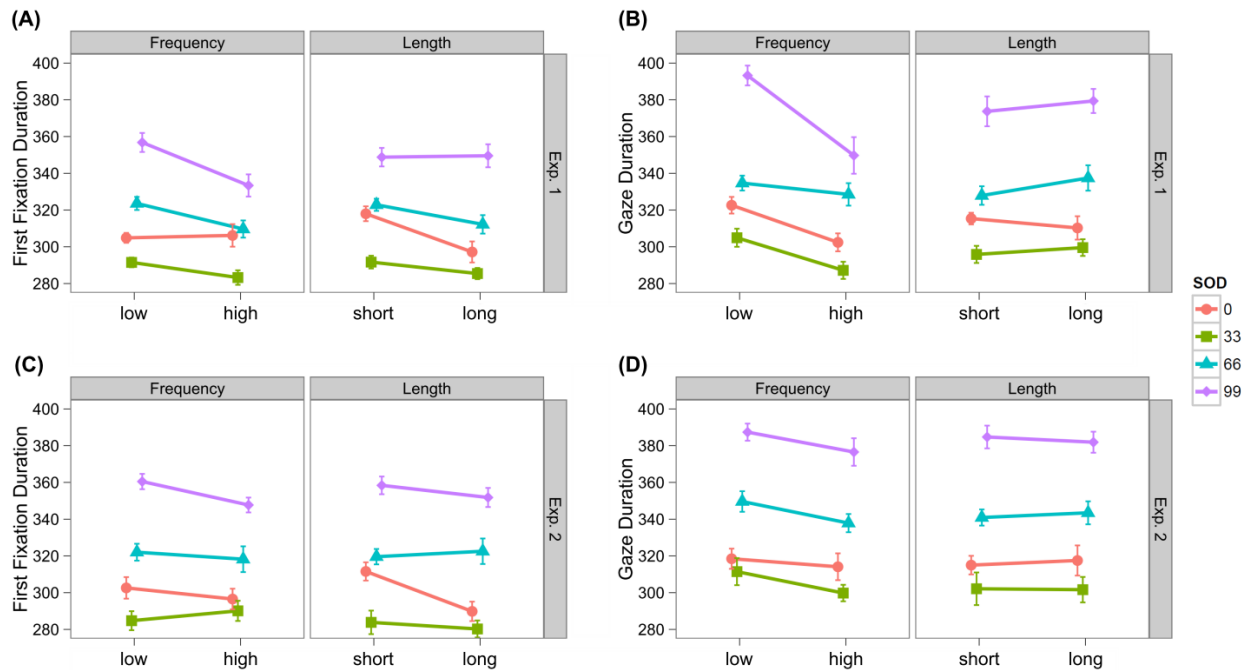 (A)
Frequency
Length
400
380
360
340
320
300
280
First Fixation Duration
Exp. 1
low
high
short
long
(B)
Frequency
Length
400
380
360
340
320
300
280
Gaze Duration
Exp. 1
low
high
short
long
SOD
0
33
66
99
(C)
Frequency
Length
400
380
360
340
320
300
280
First Fixation Duration
Exp. 2
low
high
short
long
(D)
Frequency
Length
400
380
360
340
320
300
280
Gaze Duration
Exp. 2
low
high
short
long